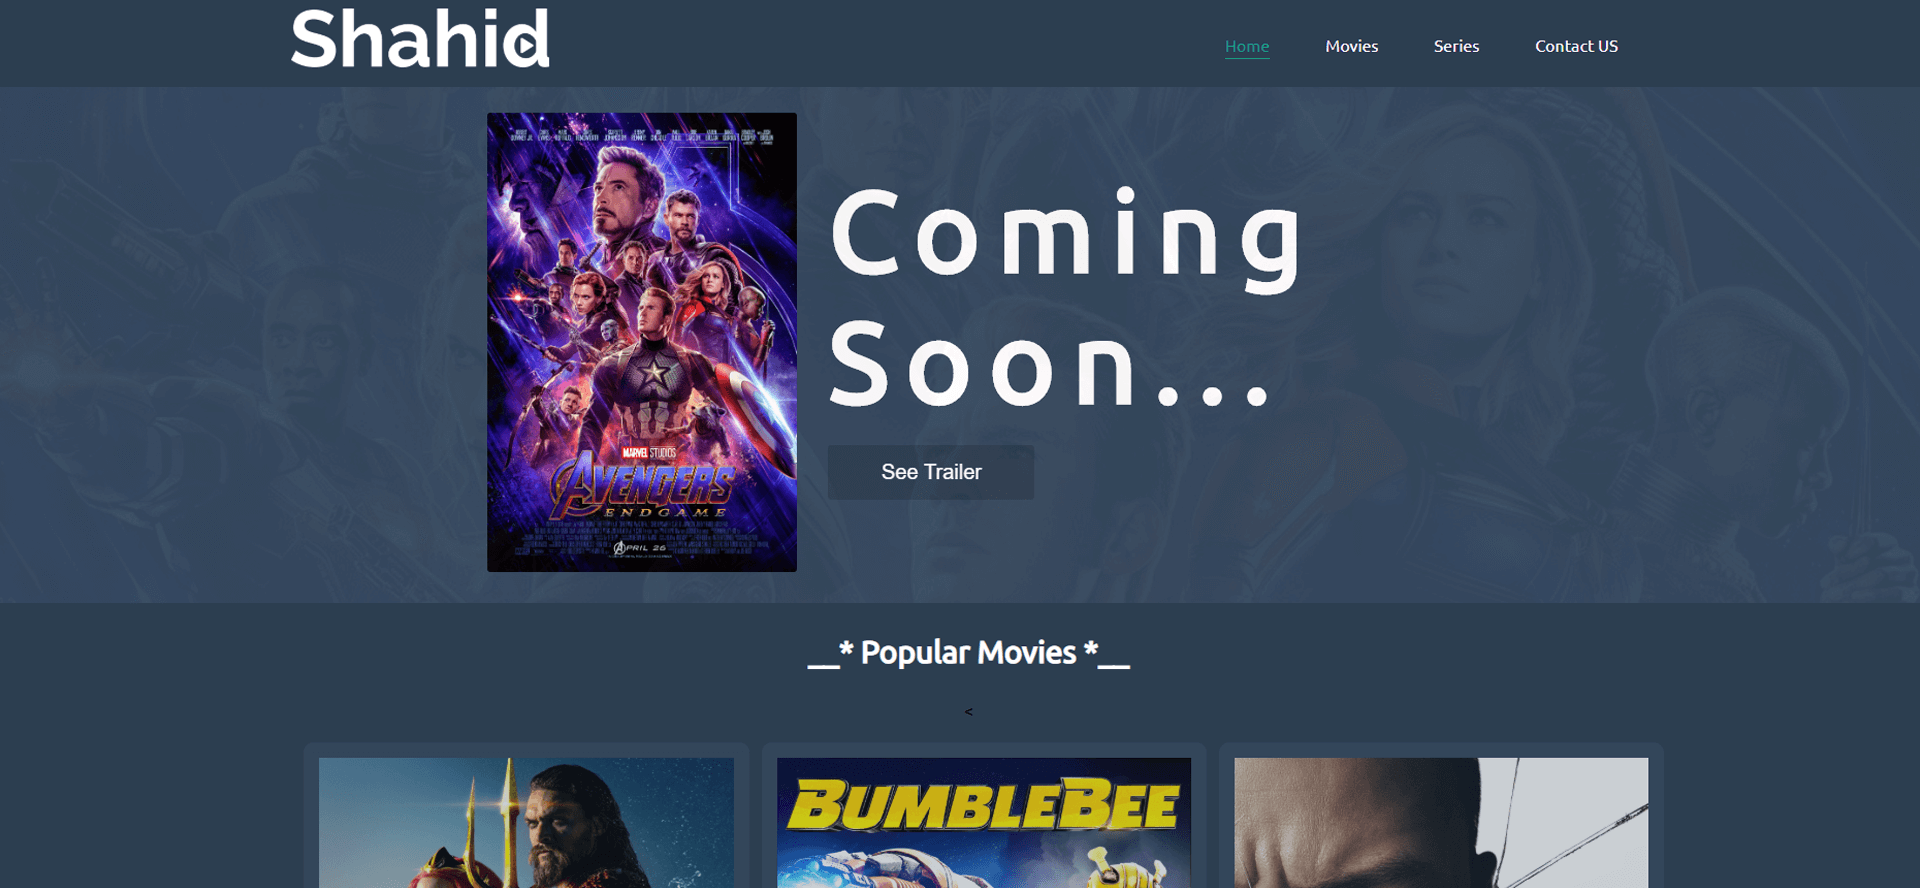 Shahid
Home
Movies
Series
Contact US
Coming
Soon...
See Trailer
MARVEL STUDIOS
AVENGERS
ENDGAME
APRIL 26
__* Popular Movies *__
<
BUMBLEBEE